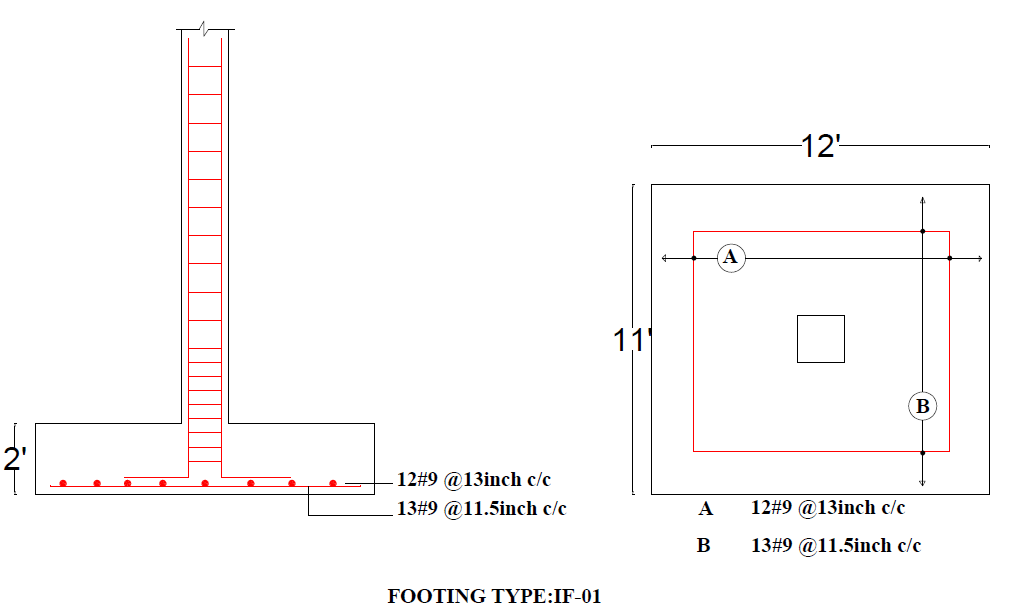 12'
A
11'
B
2'
12#9 @13inch c/c
13#9 @11.5inch c/c
A 12#9 @13inch c/c
B 13#9 @11.5inch c/c
FOOTING TYPE:IF-01